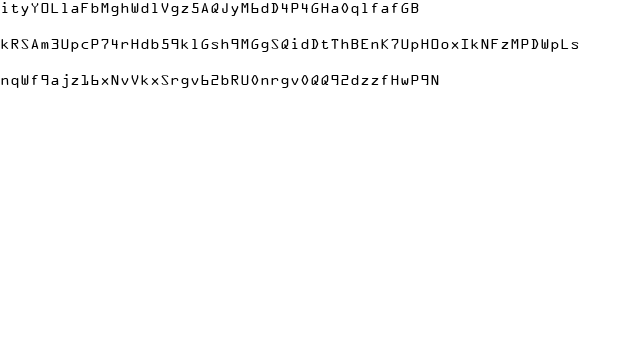 ityYOLlaFbMghWdlVgz5AQJyM6dD4P4GHa0qlfafGB
kRSAm3UpcP74rHdb59klGsh9MGgSQidDtThBEnK7UpHOoxIkNFzMPDWpLs
nqWf9ajz16xNvVkxSrgv62bRU0nrgv0QQ92dzzfHwP9N